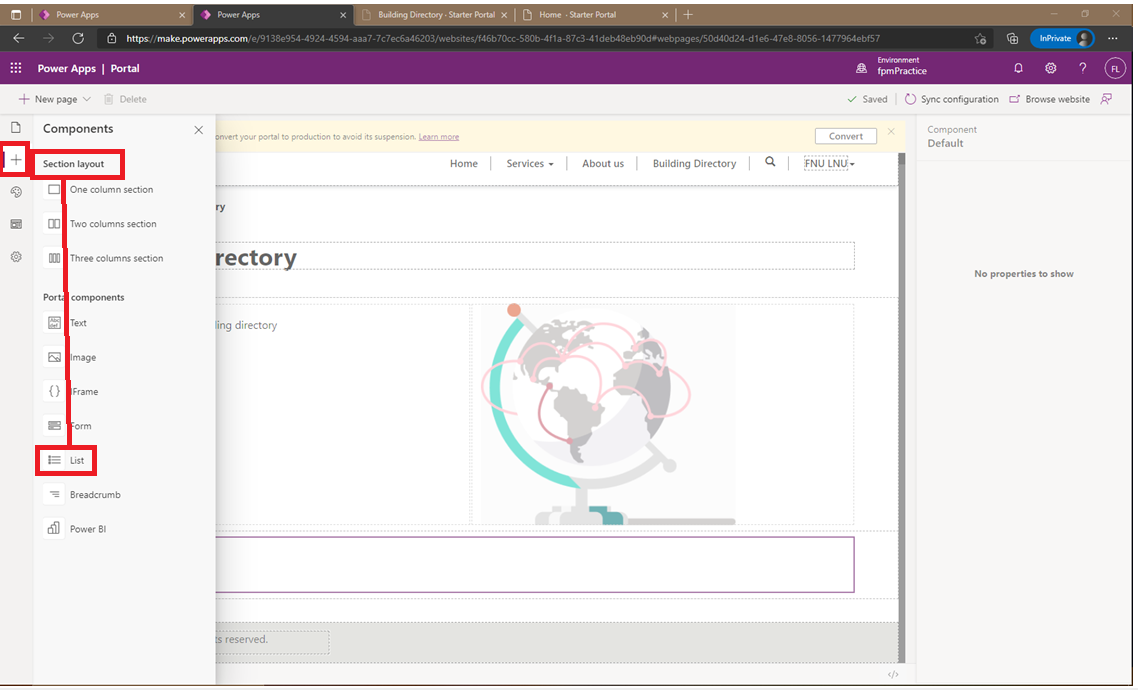 Power Apps
Power Apps
Building Directory - Starter Portal
Home - Starter Portal
https://make.powerapps.com/e/9138e954-4924-4594-aaa7-7c7ec6a46203/websites/f46b70cc-580b-4f1a-87c3-41deb48eb90d#webpages/50d40d24-d1e6-47e8-8056-1477964ebf57
InPrivate
Power Apps | Portal
Environment
fpmPractice
?
FL
New page
Delete
Saved
Sync configuration
Browse website
Components
Section layout
One column section
Two columns section
Three columns section
Portal components
Abc
Text
Image
{}
IFrame
Form
List
Breadcrumb
Power BI
onvert your portal to production to avoid its suspension. Learn more
Convert
Home
Services
About us
Building Directory
FNU LNU
ry
rectory
ling directory
ts reserved.
</>
Component
Default
No properties to show